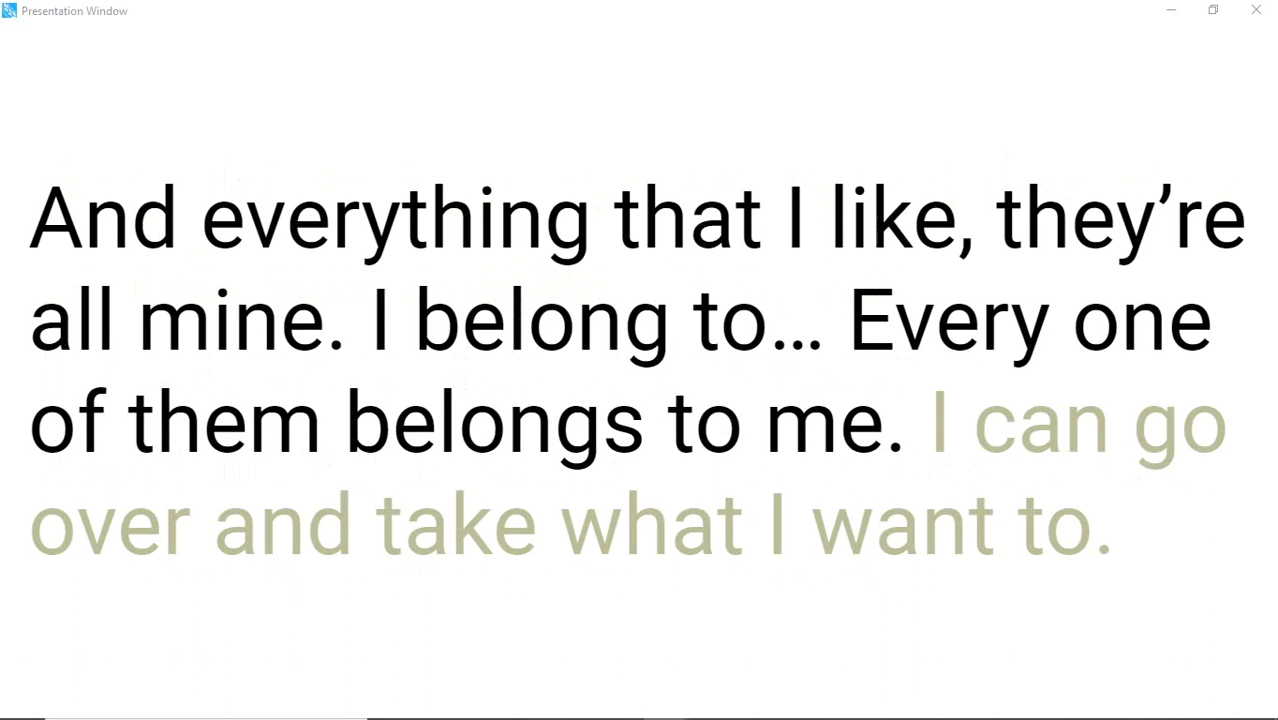 Presentation Window
And everything that I like, they’re
all mine. I belong to… Every one
of them belongs to me. I can go
over and take what I want to.